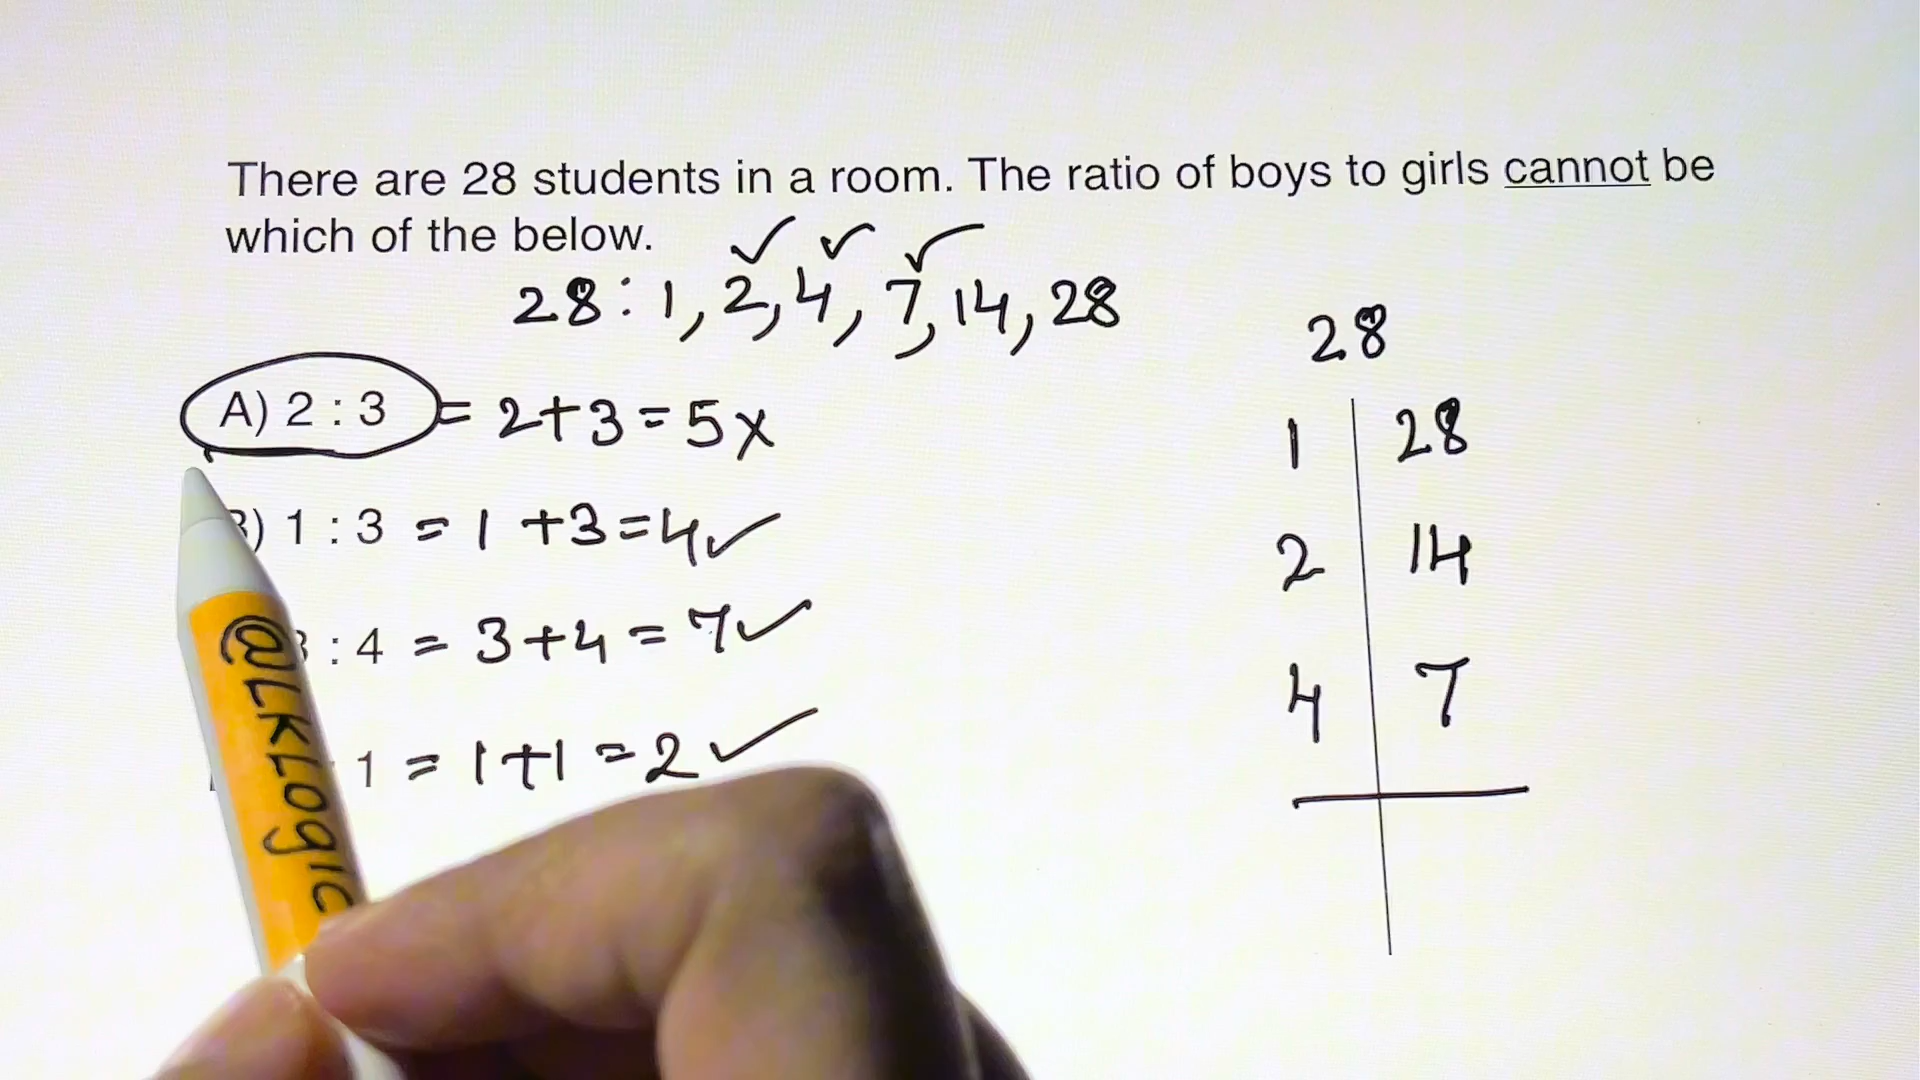 There are 28 students in a room. The ratio of boys to girls cannot be
which of the below.
28 : 1, 2, 4, 7, 14, 28
A) 2 : 3 = 2+3 = 5 x
) 1 : 3 = 1 +3 = 4 ✓
: 4 = 3+4 = 7 ✓
1 = 1+1 = 2 ✓
28
1 28
2 14
4 7
@LKLogic